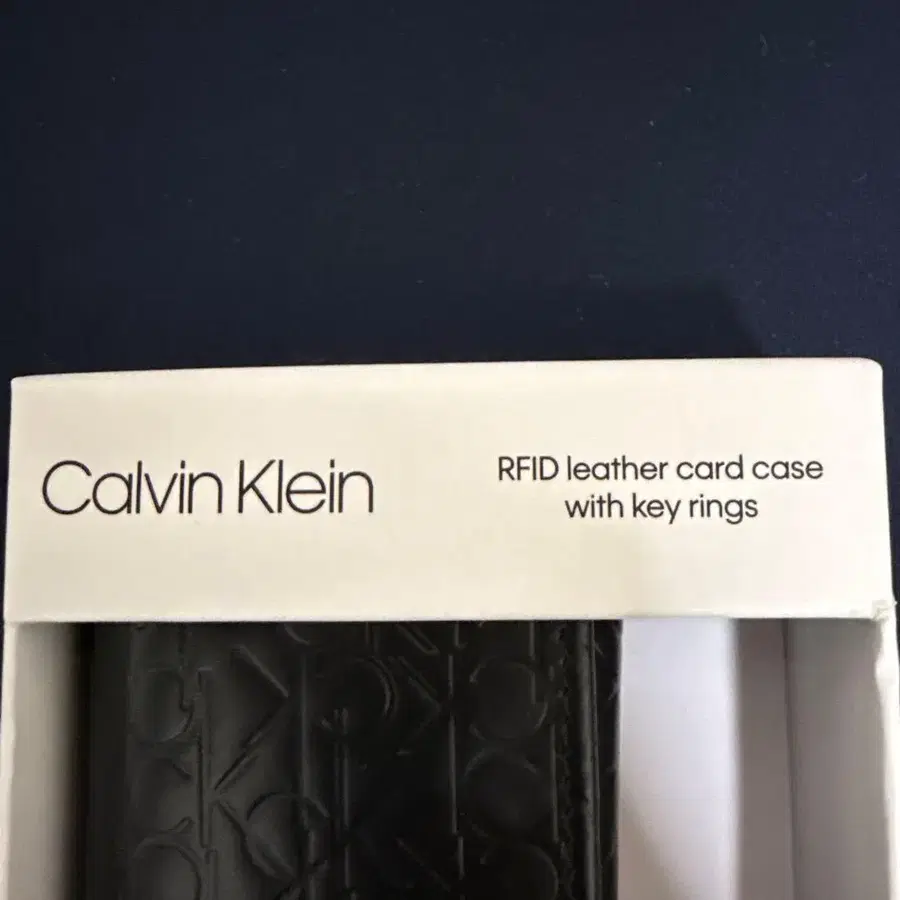 Calvin Klein
RFID leather card case
with key rings